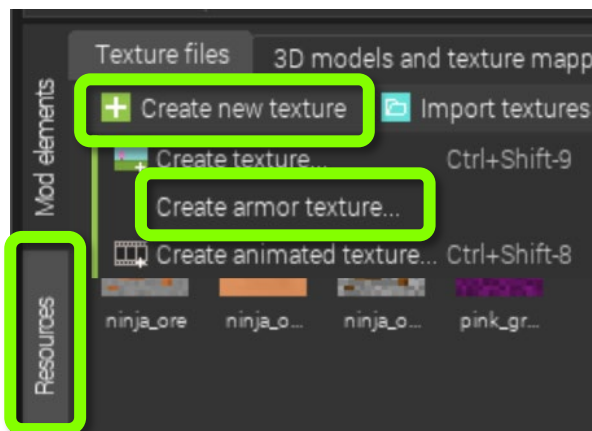 Texture files
3D models and texture mapp
Mod elements
Create new texture
Import textures
Create texture...
Ctrl+Shift-9
Create armor texture...
Create animated texture...
Ctrl+Shift-8
Resources
ninja_ore
ninja_o...
ninja_o...
pink_gr...